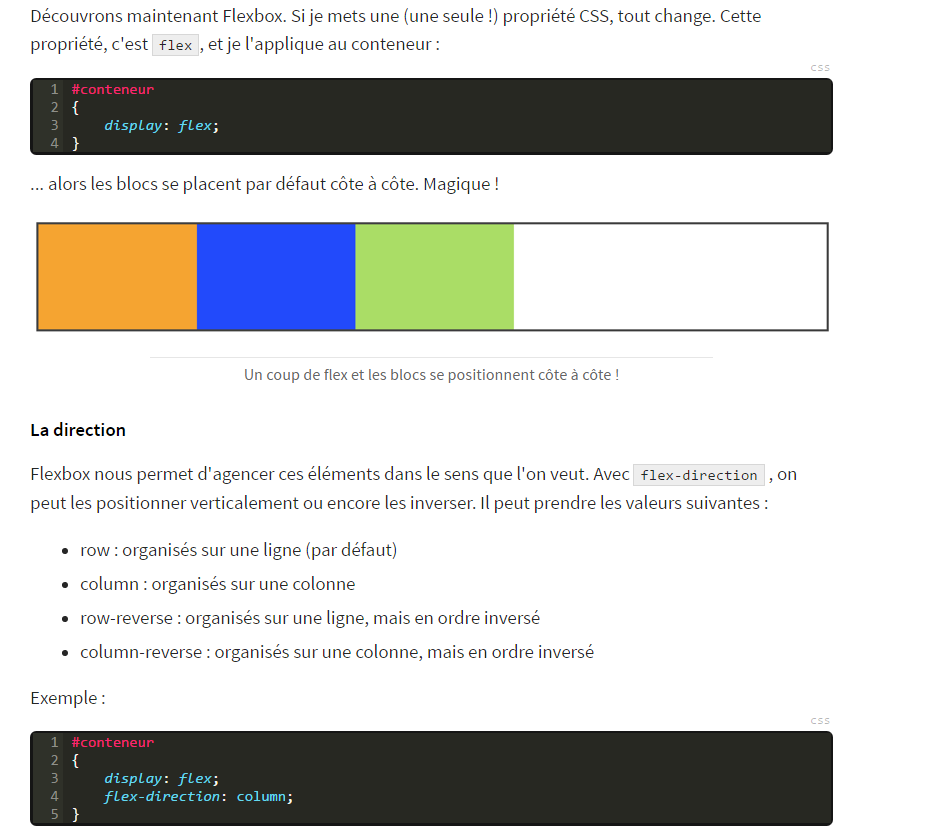 Découvrons maintenant Flexbox. Si je mets une (une seule !) propriété CSS, tout change. Cette
propriété, c'est flex, et je l'applique au conteneur :
CSS
1 #conteneur
2 {
3 display: flex;
4 }
... alors les blocs se placent par défaut côte à côte. Magique !
Un coup de flex et les blocs se positionnent côte à côte !
La direction
Flexbox nous permet d'agencer ces éléments dans le sens que l'on veut. Avec flex-direction , on
peut les positionner verticalement ou encore les inverser. Il peut prendre les valeurs suivantes :
• row : organisés sur une ligne (par défaut)
• column : organisés sur une colonne
• row-reverse : organisés sur une ligne, mais en ordre inversé
• column-reverse : organisés sur une colonne, mais en ordre inversé
Exemple :
CSS
1 #conteneur
2 {
3 display: flex;
4 flex-direction: column;
5 }